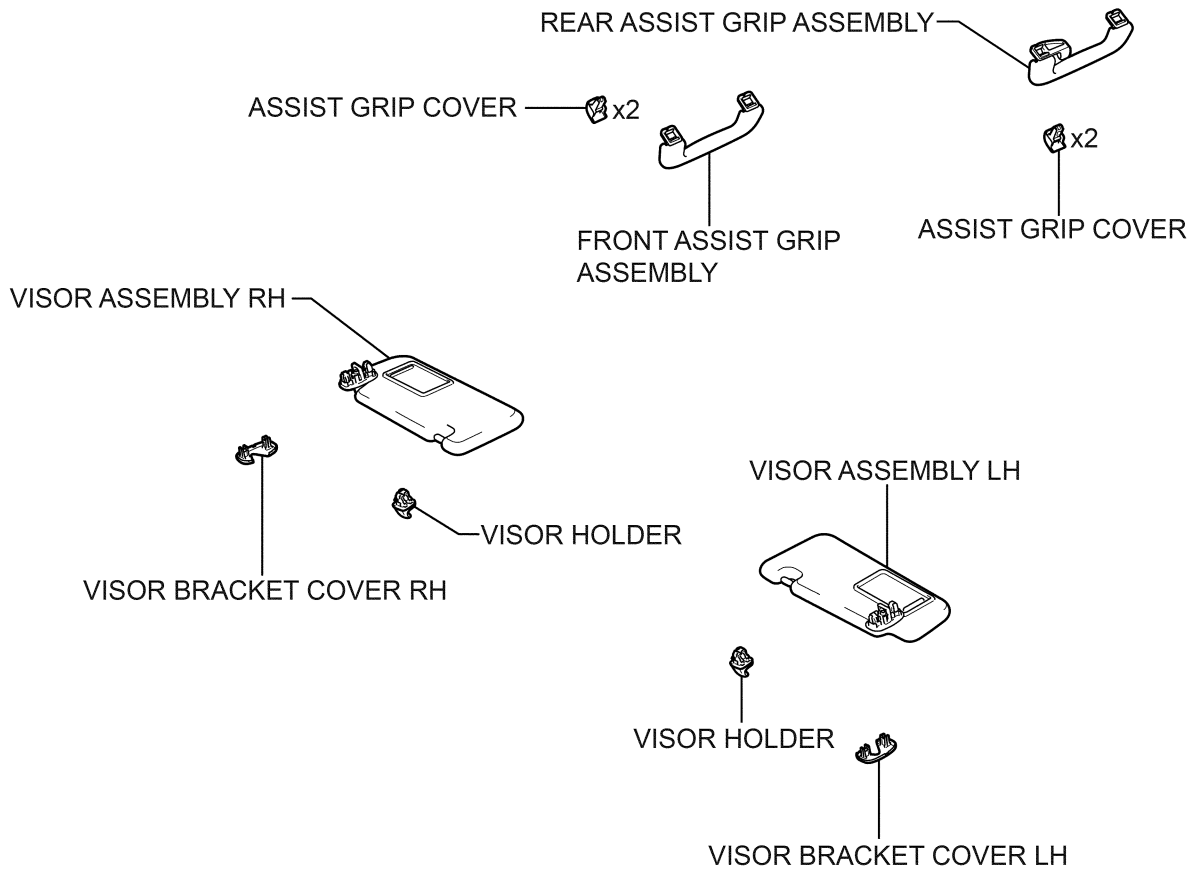 REAR ASSIST GRIP ASSEMBLY
ASSIST GRIP COVER
x2
x2
ASSIST GRIP COVER
FRONT ASSIST GRIP
ASSEMBLY
VISOR ASSEMBLY RH
VISOR ASSEMBLY LH
VISOR HOLDER
VISOR BRACKET COVER RH
VISOR HOLDER
VISOR BRACKET COVER LH